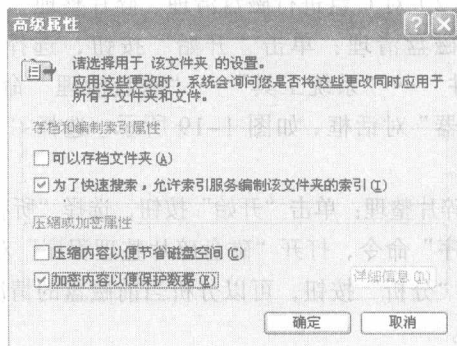 高级属性
请选择用于 该文件夹 的设置。
应用这些更改时，系统会询问您是否将这些更改同时应用于
所有子文件夹和文件。
存档和编制索引属性
可以存档文件夹(A)
为了快速搜索，允许索引服务编制该文件夹的索引(I)
压缩或加密属性
压缩内容以便节省磁盘空间(C)
加密内容以便保护数据(E)
详细信息(D)
确定
取消